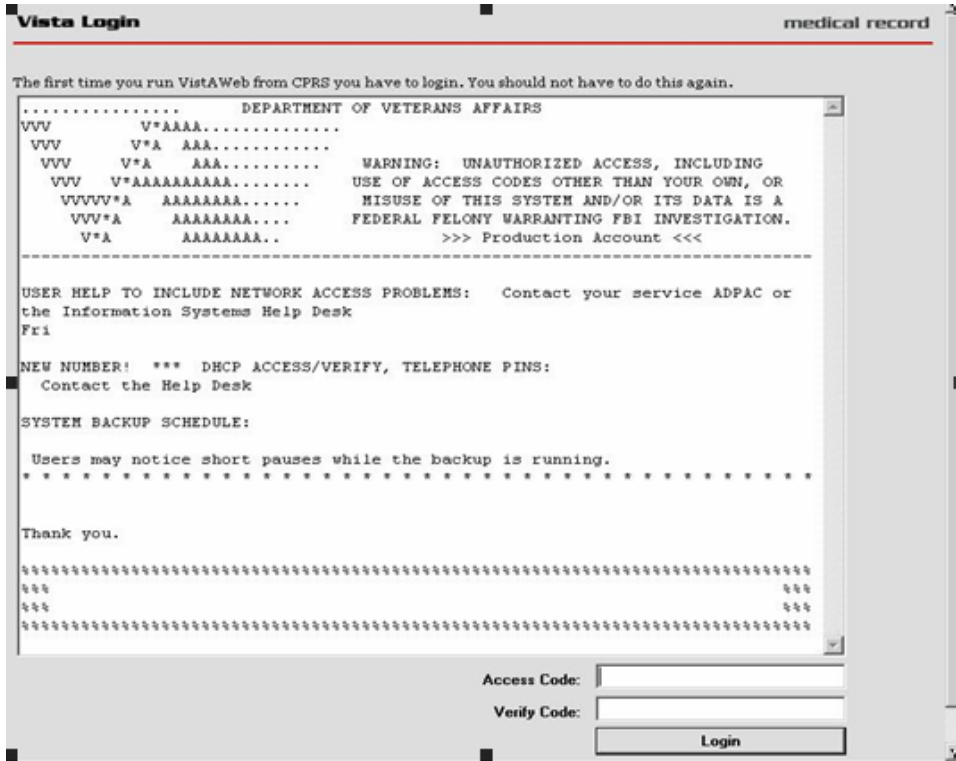 Vista Login
medical record
The first time you run VistAWeb from CPRS you have to login. You should not have to do this again.
................ DEPARTMENT OF VETERANS AFFAIRS
VVV V*AAAA..............
VVV V*A AAA............
VVV V*A AAA.......... WARNING: UNAUTHORIZED ACCESS, INCLUDING
VVV V*AAAAAAAAAA........ USE OF ACCESS CODES OTHER THAN YOUR OWN, OR
VVVVV*A AAAAAAAA...... MISUSE OF THIS SYSTEM AND/OR ITS DATA IS A
VVV*A AAAAAAAA.... FEDERAL FELONY WARRANTING FBI INVESTIGATION.
V*A AAAAAAAA.. >>> Production Account <<<
-------------------------------------------------------------------------------
USER HELP TO INCLUDE NETWORK ACCESS PROBLEMS: Contact your service ADPAC or
the Information Systems Help Desk
Fri
NEW NUMBER! *** DHCP ACCESS/VERIFY, TELEPHONE PINS:
Contact the Help Desk
SYSTEM BACKUP SCHEDULE:
Users may notice short pauses while the backup is running.
* * * * * * * * * * * * * * * * * * * * * * * * * * * * * * * * * * * * * * * *
Thank you.
%%%%%%%%%%%%%%%%%%%%%%%%%%%%%%%%%%%%%%%%%%%%%%%%%%%%%%%%%%%%%%%%%%%%%%%%%%%%%%%%%
%%% %%%
%%% %%%
%%%%%%%%%%%%%%%%%%%%%%%%%%%%%%%%%%%%%%%%%%%%%%%%%%%%%%%%%%%%%%%%%%%%%%%%%%%%%%%%%
Access Code:
Verify Code:
Login